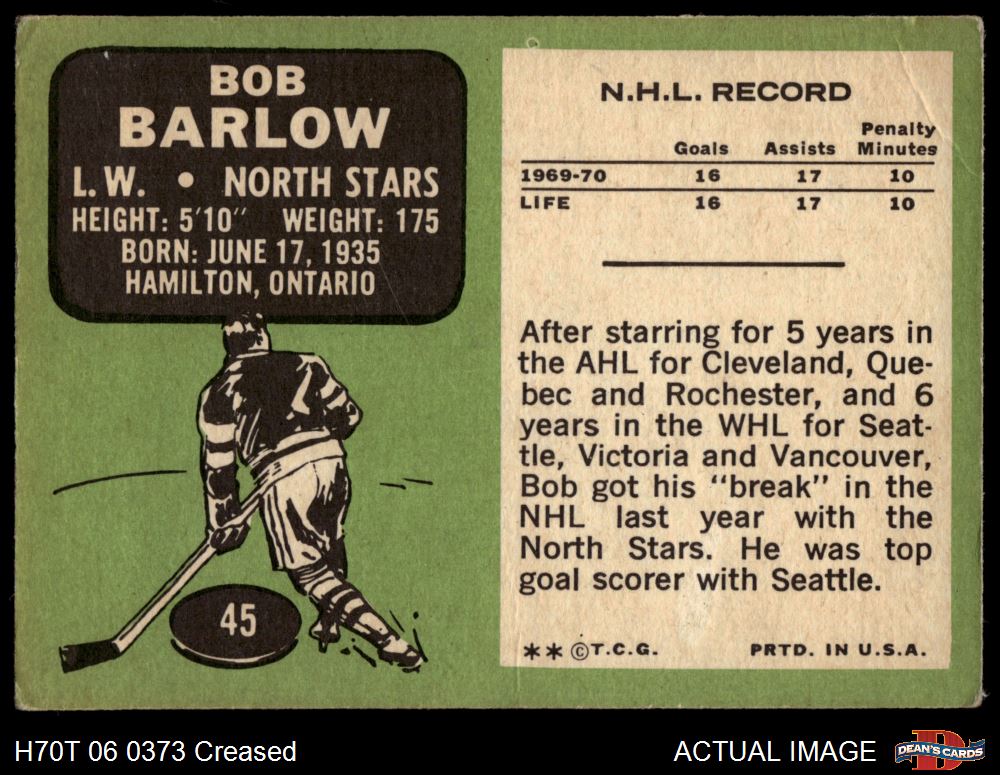 BOB
BARLOW
L.W. • NORTH STARS
HEIGHT: 5'10" WEIGHT: 175
BORN: JUNE 17, 1935
HAMILTON, ONTARIO
45
N.H.L. RECORD
Goals Assists Penalty Minutes
1969-70 16 17 10
LIFE 16 17 10
After starring for 5 years in
the AHL for Cleveland, Que-
bec and Rochester, and 6
years in the WHL for Seat-
tle, Victoria and Vancouver,
Bob got his "break" in the
NHL last year with the
North Stars. He was top
goal scorer with Seattle.
** ©T.C.G. PRTD. IN U.S.A.
H70T 06 0373 Creased
ACTUAL IMAGE
DEAN'S CARDS